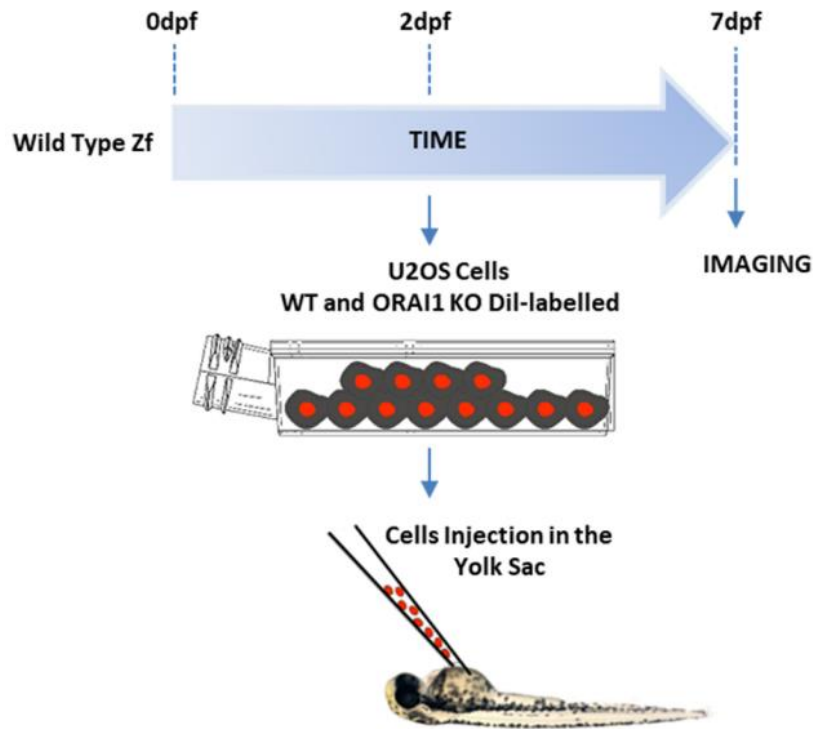 0dpf
2dpf
7dpf
Wild Type Zf
TIME
IMAGING
U2OS Cells
WT and ORAI1 KO Dil-labelled
Cells Injection in the
Yolk Sac